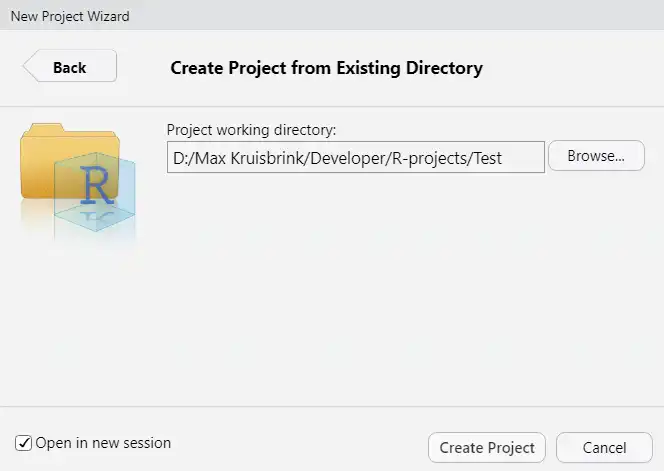 New Project Wizard
Back
Create Project from Existing Directory
Project working directory:
D:/Max Kruisbrink/Developer/R-projects/Test
Browse...
R
Open in new session
Create Project
Cancel